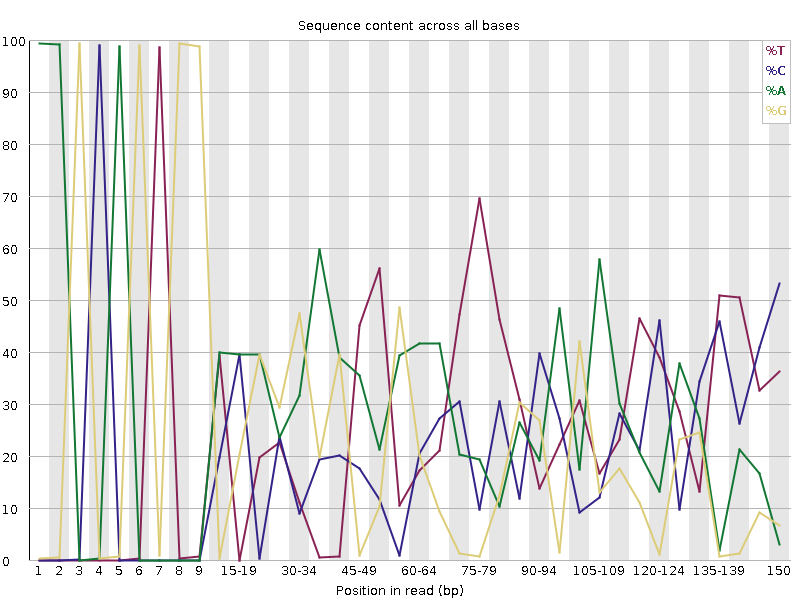 Sequence content across all bases
100
90
80
70
60
50
40
30
20
10
0
%T
%C
%A
%G
1 2 3 4 5 6 7 8 9 15-19 30-34 45-49 60-64 75-79 90-94 105-109 120-124 135-139 150
Position in read (bp)